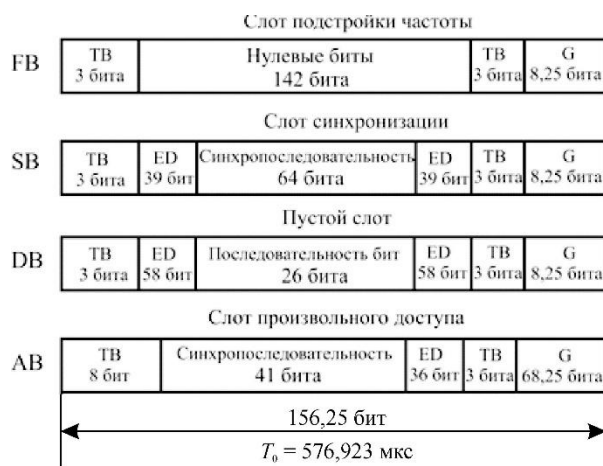 Слот подстройки частоты
FB
TB Нулевые биты TB G
3 бита 142 бита 3 бита 8,25 бита
Слот синхронизации
SB
TB ED Синхропоследовательность ED TB G
3 бита 39 бит 64 бита 39 бит 3 бита 8,25 бита
Пустой слот
DB
TB ED Последовательность бит ED TB G
3 бита 58 бит 26 бита 58 бит 3 бита 8,25 бита
Слот произвольного доступа
AB
TB Синхропоследовательность ED TB G
8 бит 41 бита 36 бит 3 бита 68,25 бита
156,25 бит
T₀ = 576,923 мкс